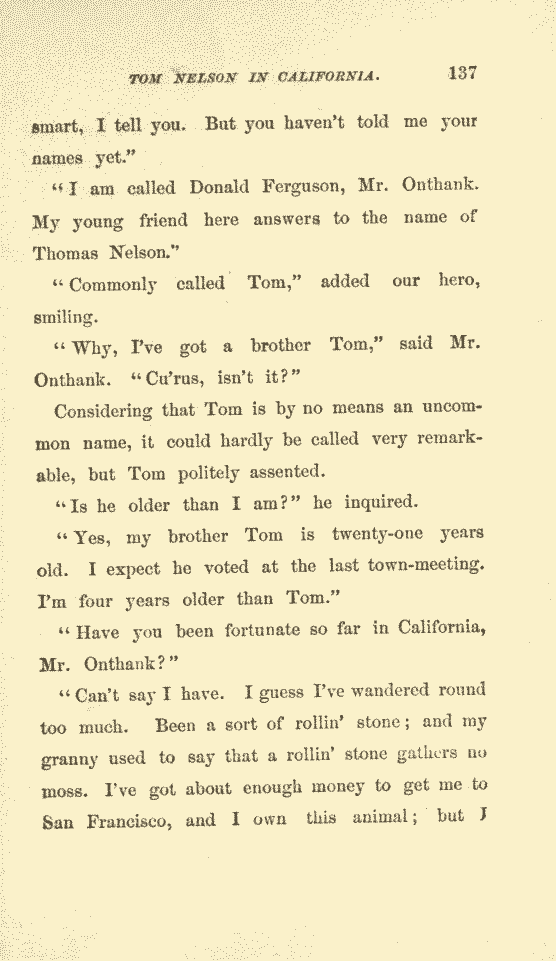 TOM NELSON IN CALIFORNIA. 137
smart, I tell you. But you haven't told me your
names yet."
"I am called Donald Ferguson, Mr. Onthank.
My young friend here answers to the name of
Thomas Nelson."
"Commonly called Tom," added our hero,
smiling.
"Why, I've got a brother Tom," said Mr.
Onthank. "Cu'rus, isn't it?"
Considering that Tom is by no means an uncom-
mon name, it could hardly be called very remark-
able, but Tom politely assented.
"Is he older than I am?" he inquired.
"Yes, my brother Tom is twenty-one years
old. I expect he voted at the last town-meeting.
I'm four years older than Tom."
"Have you been fortunate so far in California,
Mr. Onthank?"
"Can't say I have. I guess I've wandered round
too much. Been a sort of rollin' stone; and my
granny used to say that a rollin' stone gathers no
moss. I've got about enough money to get me to
San Francisco, and I own this animal; but I